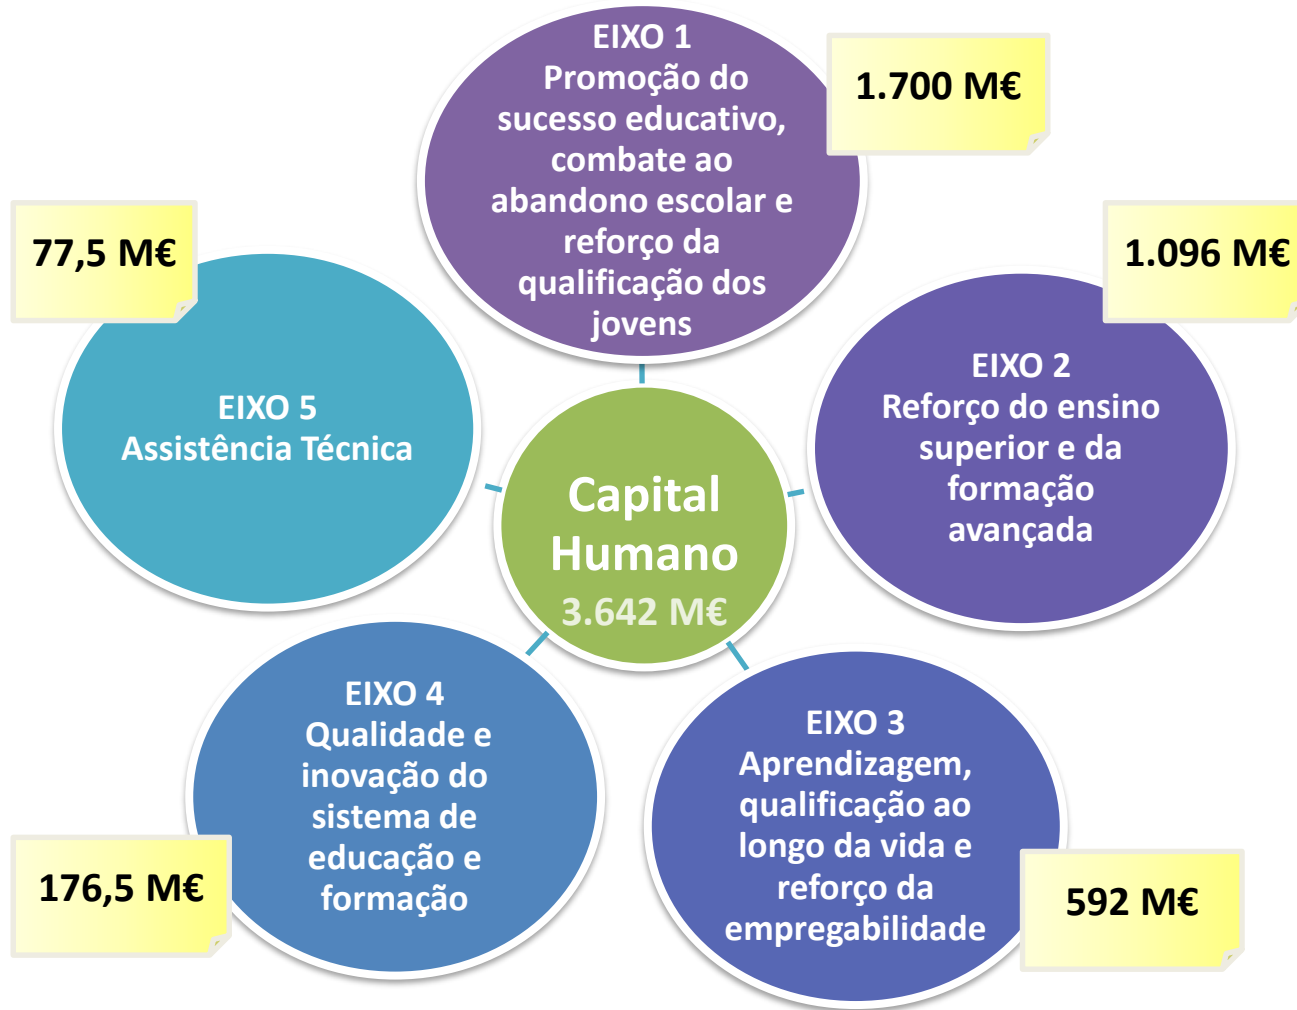 EIXO 1
Promoção do
sucesso educativo,
combate ao
abandono escolar e
reforço da
qualificação dos
jovens
1.700 M€
77,5 M€
1.096 M€
EIXO 5
Assistência Técnica
EIXO 2
Reforço do ensino
superior e da
formação
avançada
Capital
Humano
3.642 M€
EIXO 4
Qualidade e
inovação do
sistema de
educação e
formação
176,5 M€
EIXO 3
Aprendizagem,
qualificação ao
longo da vida e
reforço da
empregabilidade
592 M€